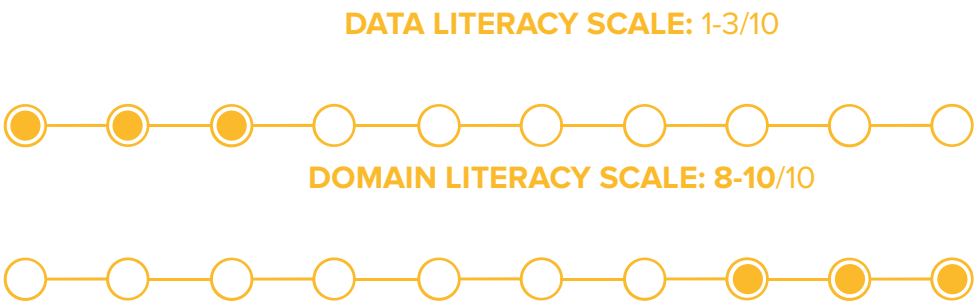 DATA LITERACY SCALE: 1-3/10
DOMAIN LITERACY SCALE: 8-10/10